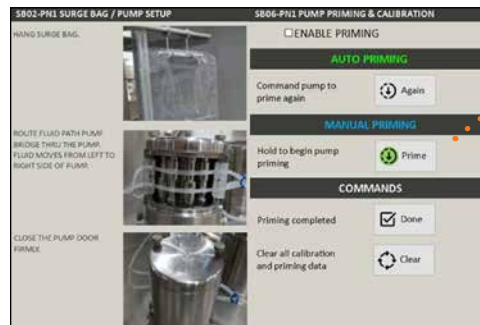 SB02-PN1 SURGE BAG / PUMP SETUP
HANG SURGE BAG.
ROUTE FLUID PATH PUMP
BRIDGE THRU THE PUMP.
FLUID MOVES FROM LEFT TO
RIGHT SIDE OF PUMP.
CLOSE THE PUMP DOOR
FIRMLY.
SB06-PN1 PUMP PRIMING & CALIBRATION
ENABLE PRIMING
AUTO PRIMING
Command pump to
prime again
Again
MANUAL PRIMING
Hold to begin pump
priming
Prime
COMMANDS
Priming completed
Done
Clear all calibration
and priming data
Clear